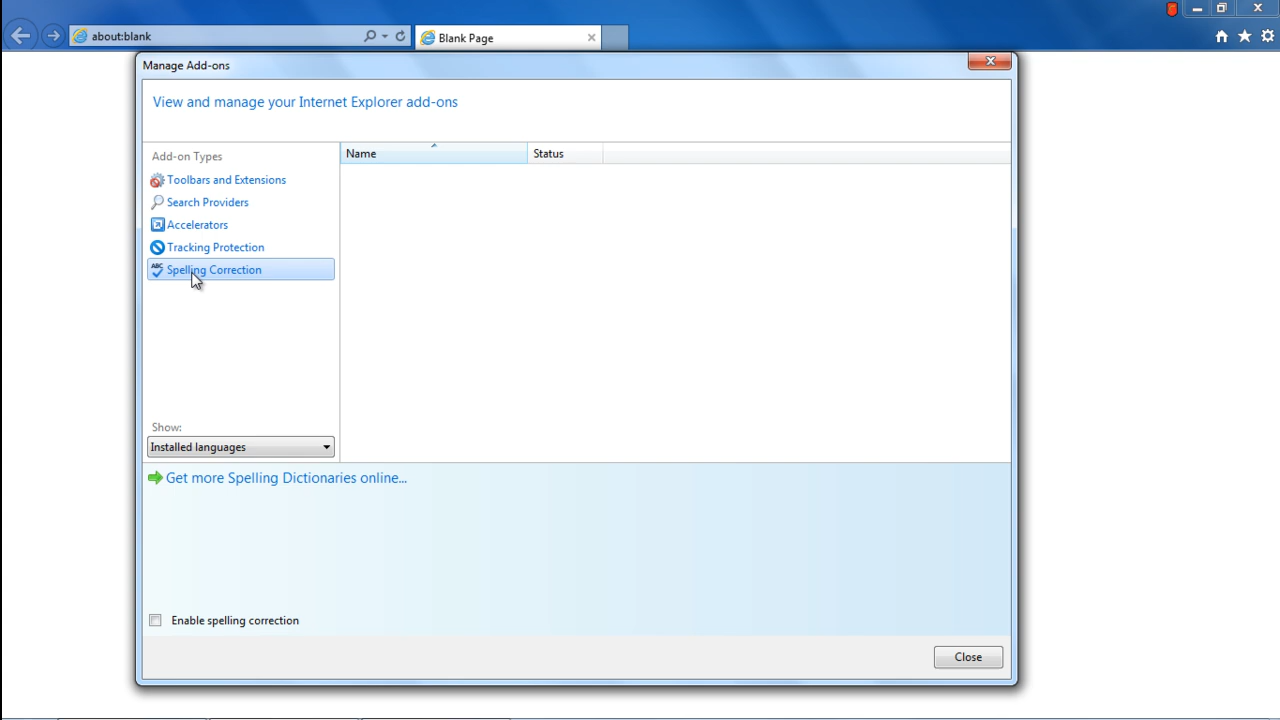 about:blank
Blank Page
Manage Add-ons
View and manage your Internet Explorer add-ons
Add-on Types
Name
Status
Toolbars and Extensions
Search Providers
Accelerators
Tracking Protection
ABC
Spelling Correction
Show:
Installed languages
Get more Spelling Dictionaries online...
Enable spelling correction
Close